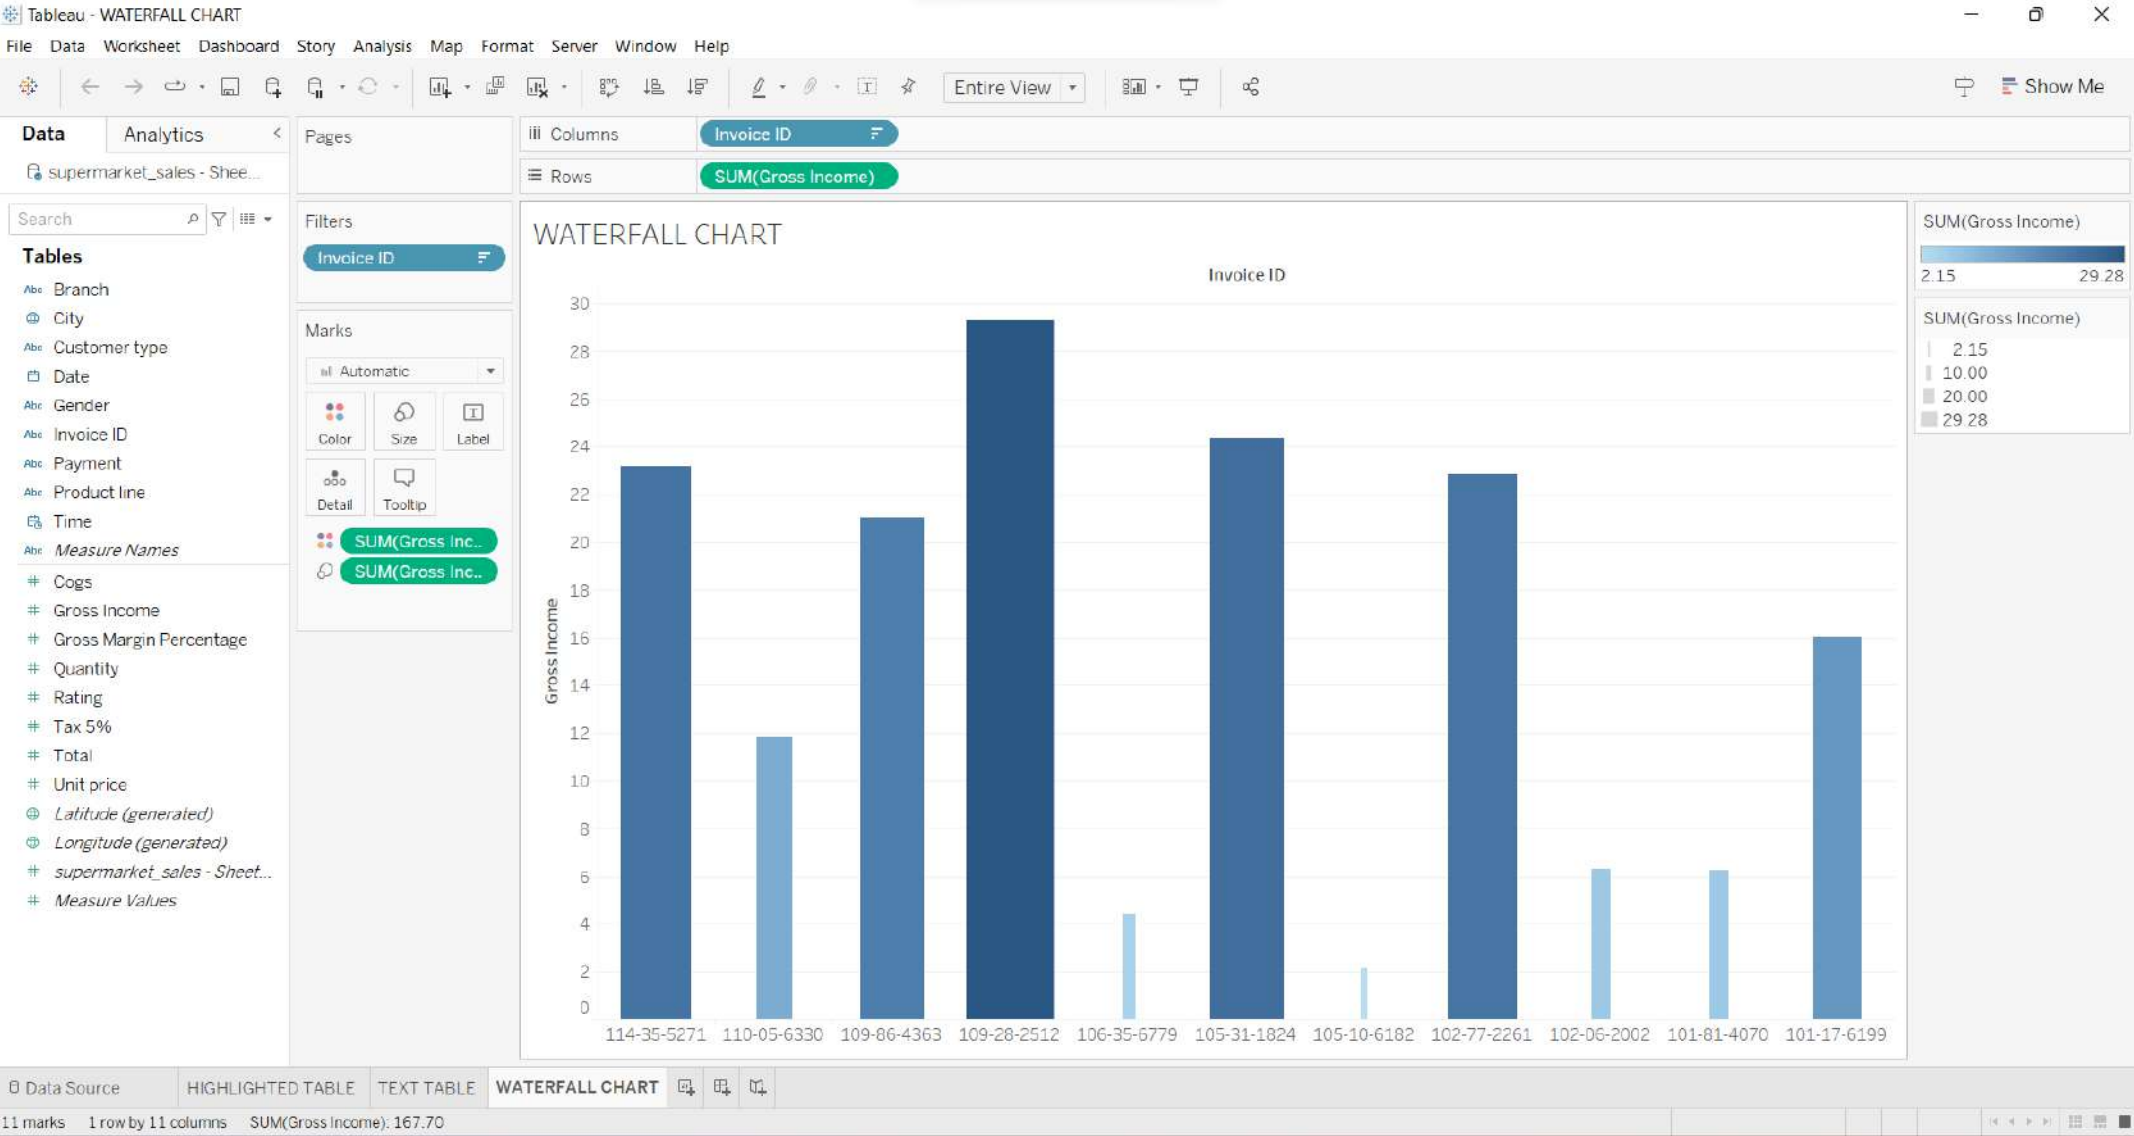 Tableau - WATERFALL CHART
File Data Worksheet Dashboard Story Analysis Map Format Server Window Help
Entire View
Show Me
Data Analytics
supermarket_sales - Shee...
Search
Tables
Abc Branch
City
Abc Customer type
Date
Abc Gender
Abc Invoice ID
Abc Payment
Abc Product line
Time
Abc Measure Names
# Cogs
# Gross Income
# Gross Margin Percentage
# Quantity
# Rating
# Tax 5%
# Total
# Unit price
Latitude (generated)
Longitude (generated)
# supermarket_sales - Sheet...
# Measure Values
Pages
Filters
Invoice ID
Marks
Automatic
Color Size Label
Detail Tooltip
SUM(Gross Inc..
SUM(Gross Inc..
iii Columns Invoice ID
Rows SUM(Gross Income)
WATERFALL CHART
Invoice ID
Gross Income
30
28
26
24
22
20
18
16
14
12
10
8
6
4
2
0
114-35-5271 110-05-6330 109-86-4363 109-28-2512 106-35-6779 105-31-1824 105-10-6182 102-77-2261 102-06-2002 101-81-4070 101-17-6199
SUM(Gross Income)
2.15 29.28
SUM(Gross Income)
2.15
10.00
20.00
29.28
Data Source HIGHLIGHTED TABLE TEXT TABLE WATERFALL CHART
11 marks 1 row by 11 columns SUM(Gross Income): 167.70